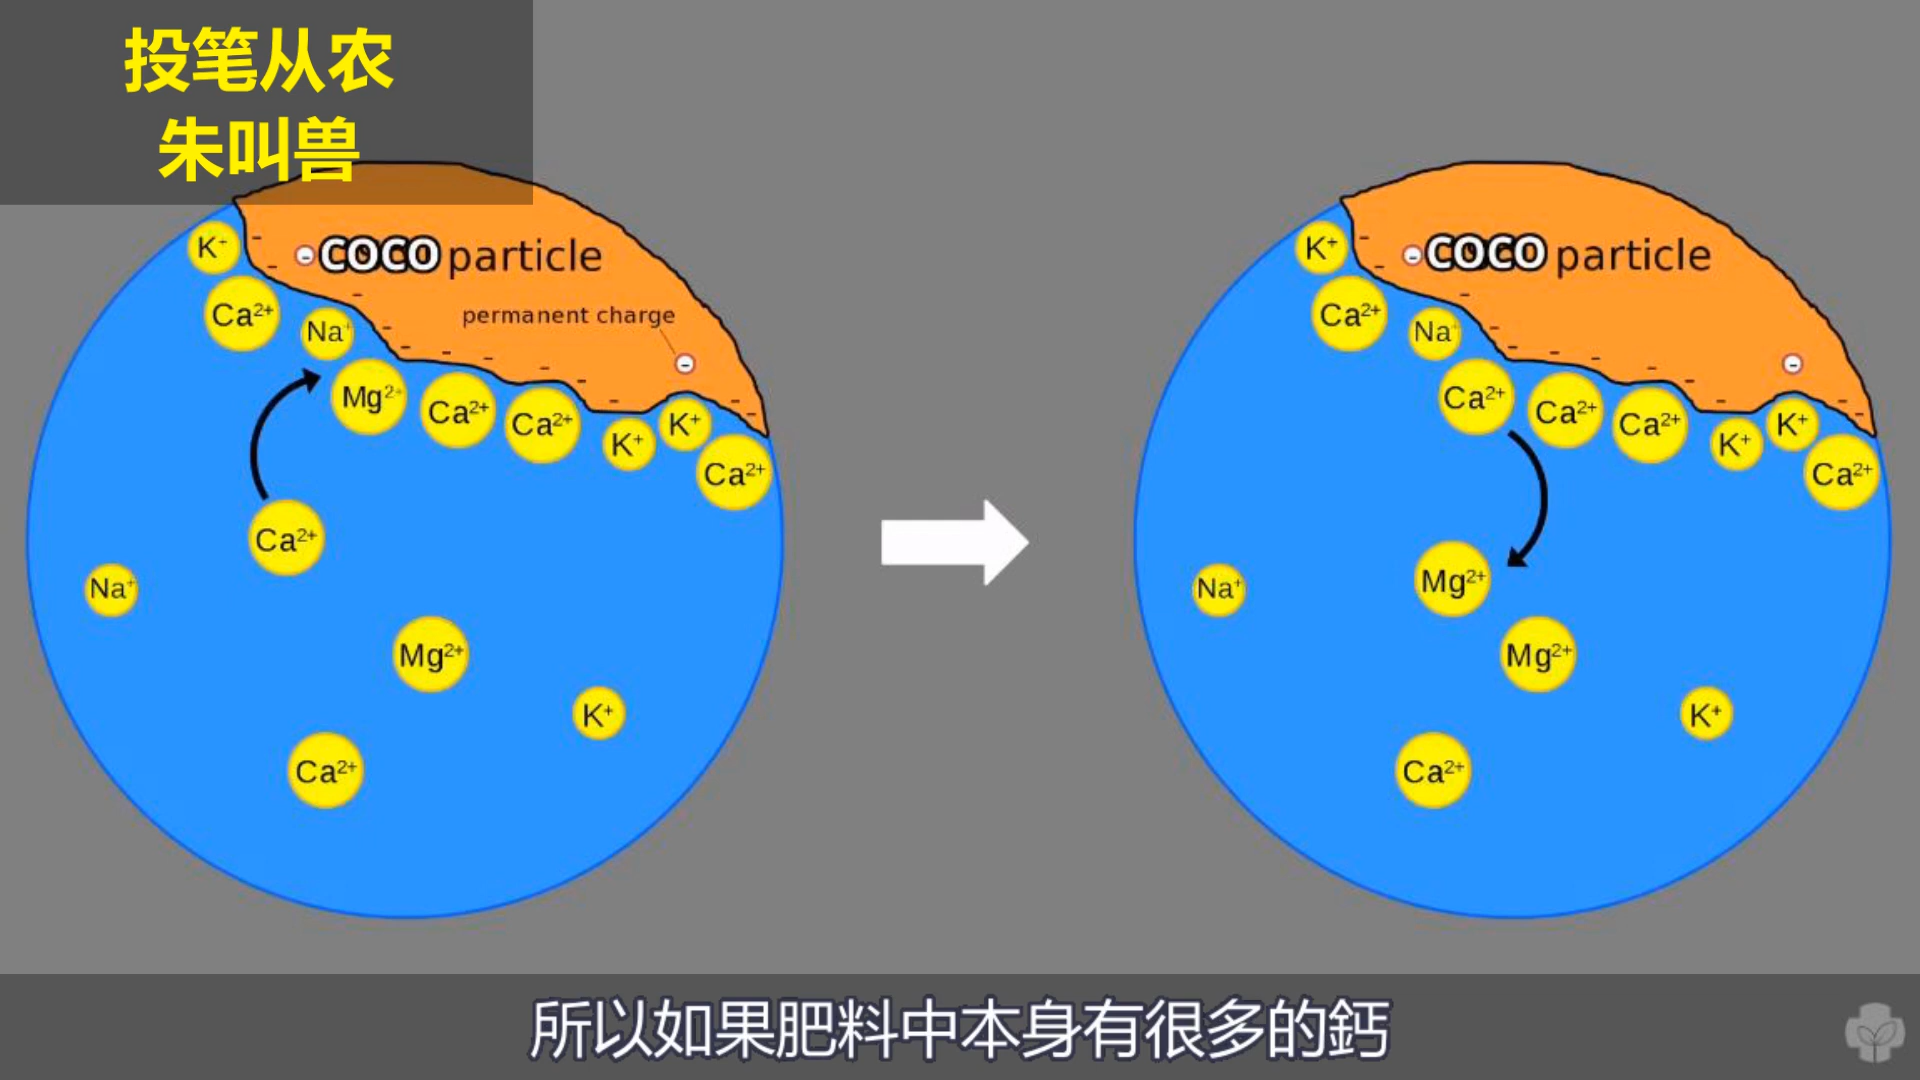 投笔从农
朱叫兽
K⁺
- COCO particle
Ca²⁺
Na⁺
permanent charge
-
Mg²⁺
Ca²⁺
Ca²⁺
K⁺
K⁺
Ca²⁺
Ca²⁺
Na⁺
Mg²⁺
K⁺
Ca²⁺
K⁺
- COCO particle
Ca²⁺
Na⁺
-
Ca²⁺
Ca²⁺
Ca²⁺
K⁺
K⁺
Ca²⁺
Na⁺
Mg²⁺
Mg²⁺
K⁺
Ca²⁺
所以如果肥料中本身有很多的鈣